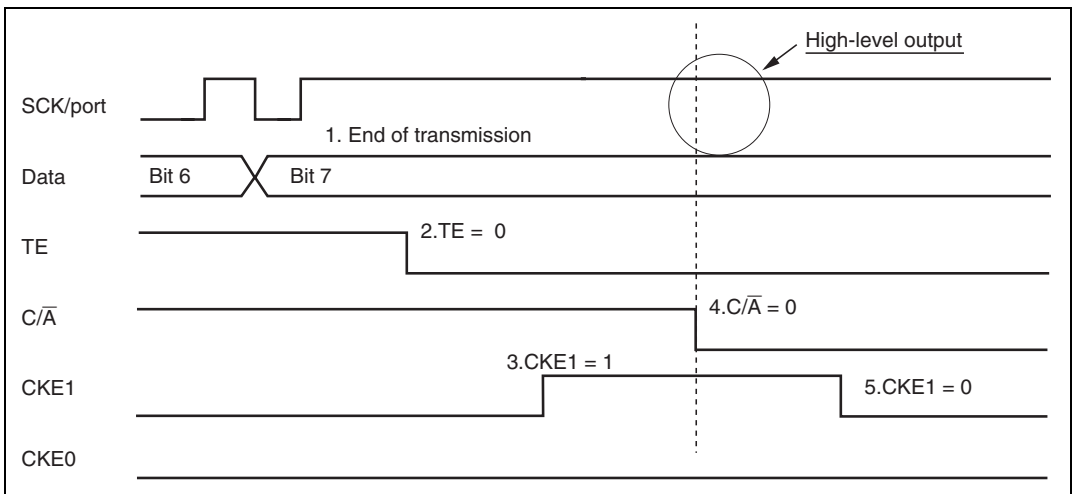 High-level output
SCK/port
1. End of transmission
Data
Bit 6
Bit 7
TE
2.TE = 0
C/A̅
4.C/A̅ = 0
3.CKE1 = 1
CKE1
5.CKE1 = 0
CKE0